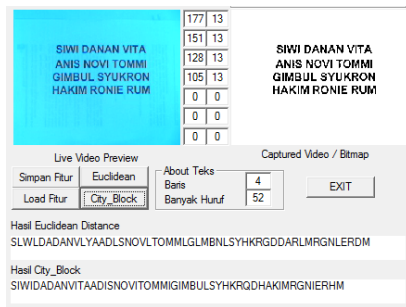 SIWI DANAN VITA
ANIS NOVI TOMMI
GIMBUL SYUKRON
HAKIM RONIE RUM
177 13
151 13
128 13
105 13
0 0
0 0
0 0
SIWI DANAN VITA
ANIS NOVI TOMMI
GIMBUL SYUKRON
HAKIM RONIE RUM
Live Video Preview
Captured Video / Bitmap
Simpan Fitur
Euclidean
Load Fitur
City_Block
About Teks
Baris 4
Banyak Huruf 52
EXIT
Hasil Euclidean Distance
SLWLDADANVLYAADLSNOVLTOMMLGLMBNLSYHKRGDDARLMRGNLERDM
Hasil City_Block
SIWIDADANVITAADISNOVITOMMIGIMBULSYHKRQDHAKIMRGNIERHM